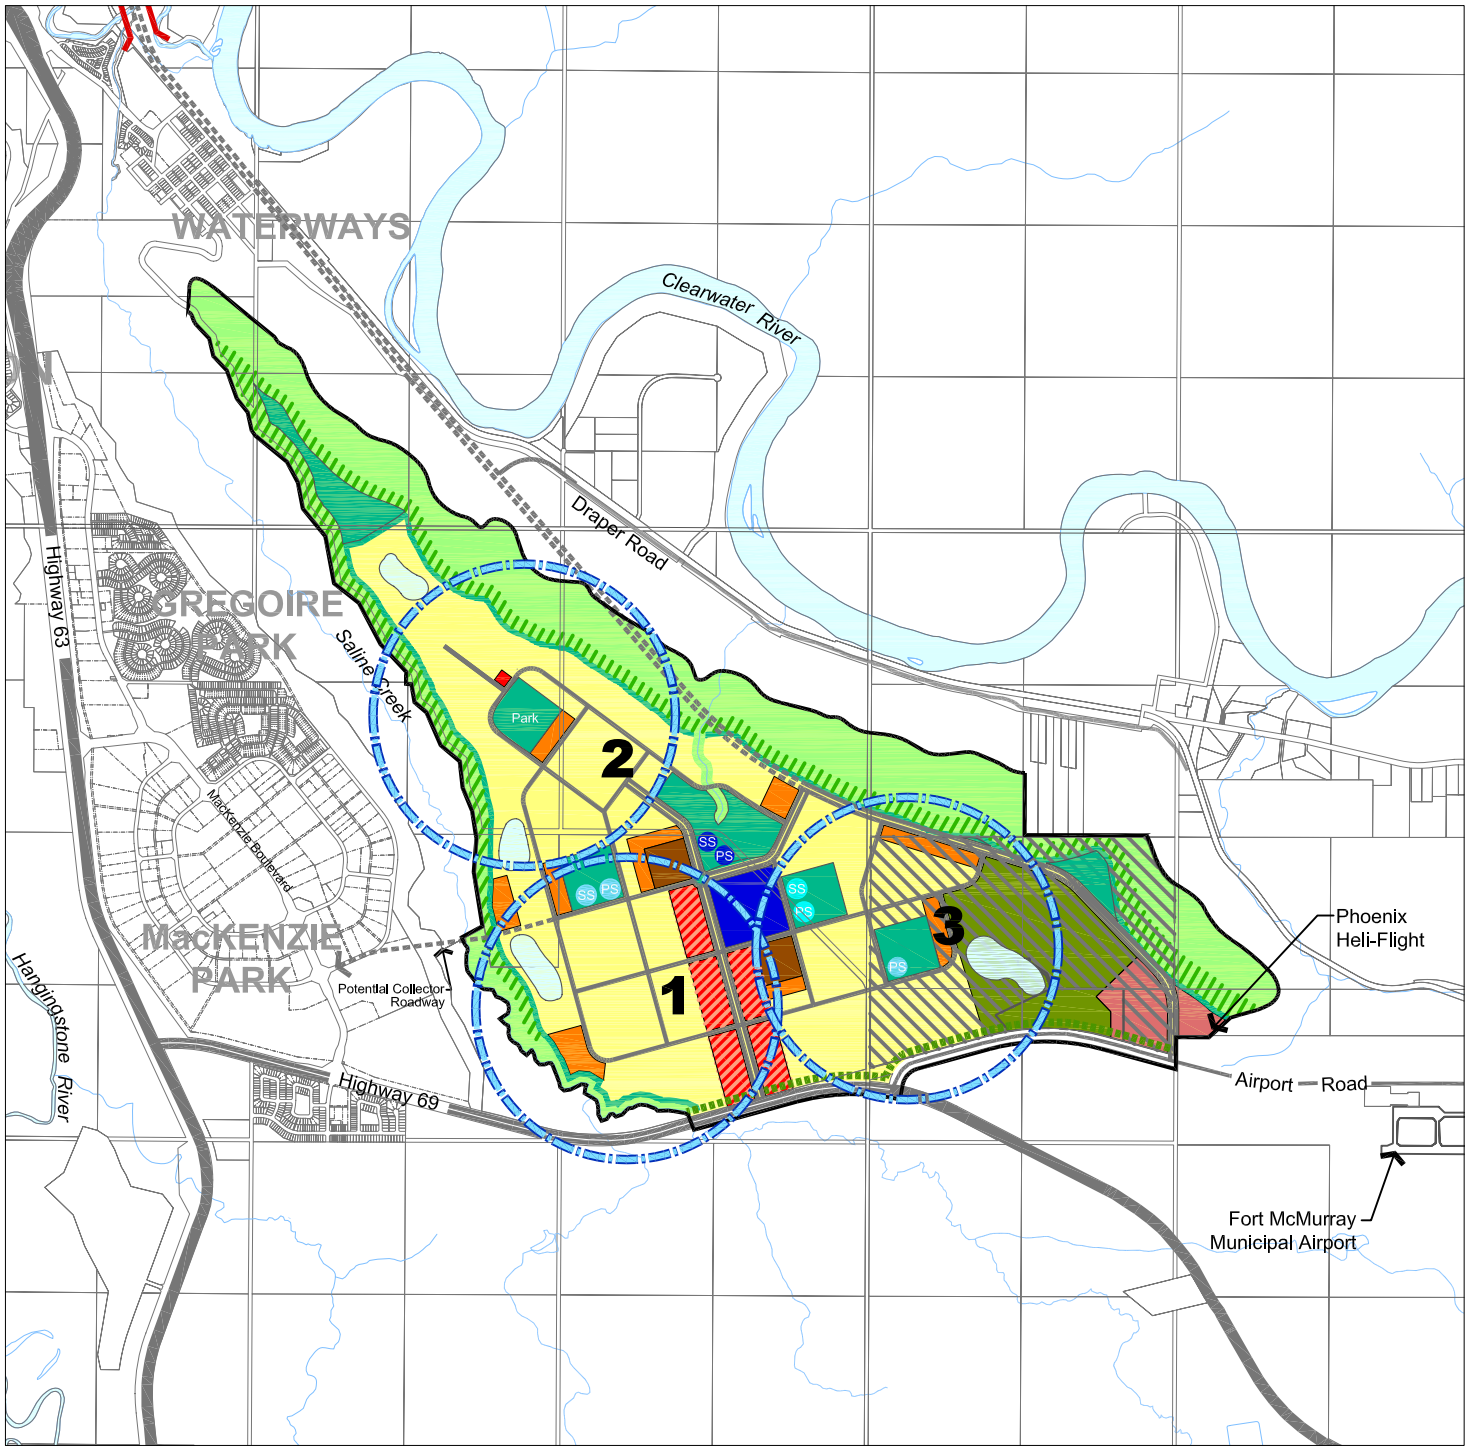 WATERWAYS
Clearwater River
N
Draper Road
Highway 63
GREGOIRE
PARK
Saline Creek
Park
2
MacKenzie Boulevard
SS
PS
SS
PS
SS
PS
3
Phoenix
Heli-Flight
MacKENZIE
PARK
PS
Hangingstone River
Potential Collector
Roadway
1
Highway 69
Airport Road
Fort McMurray
Municipal Airport